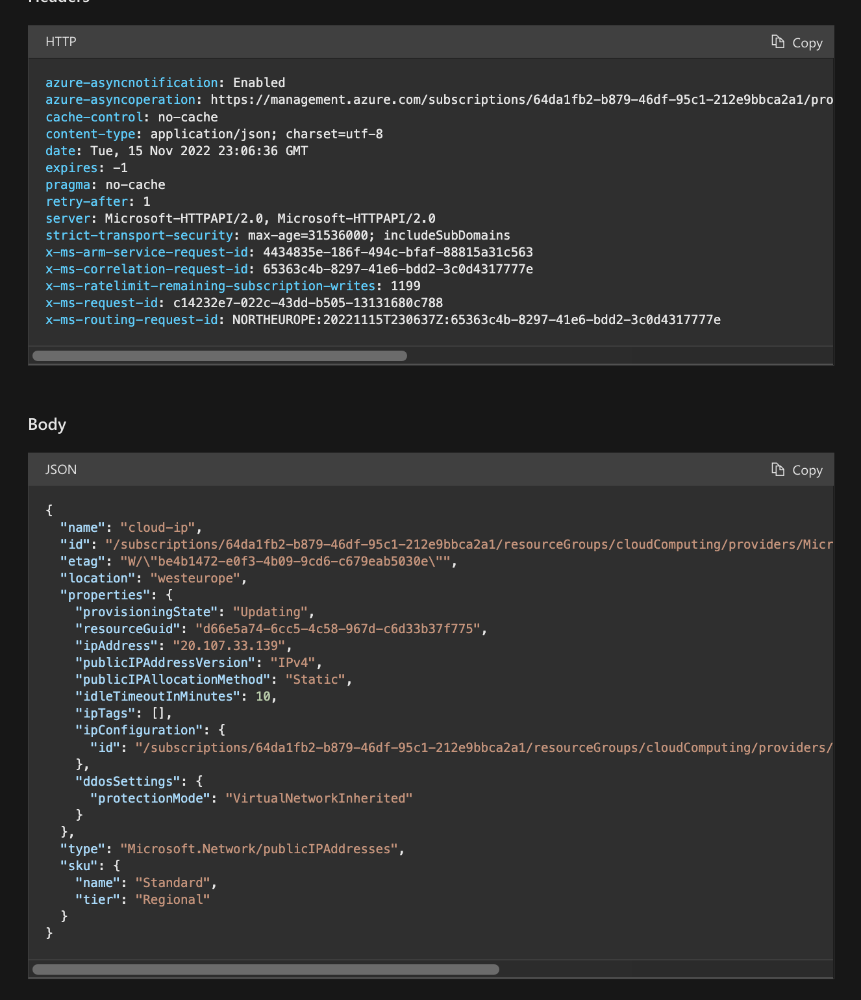 Headers
HTTP
Copy
azure-asyncnotification: Enabled
azure-asyncoperation: https://management.azure.com/subscriptions/64da1fb2-b879-46df-95c1-212e9bbca2a1/pro
cache-control: no-cache
content-type: application/json; charset=utf-8
date: Tue, 15 Nov 2022 23:06:36 GMT
expires: -1
pragma: no-cache
retry-after: 1
server: Microsoft-HTTPAPI/2.0, Microsoft-HTTPAPI/2.0
strict-transport-security: max-age=31536000; includeSubDomains
x-ms-arm-service-request-id: 4434835e-186f-494c-bfaf-88815a31c563
x-ms-correlation-request-id: 65363c4b-8297-41e6-bdd2-3c0d4317777e
x-ms-ratelimit-remaining-subscription-writes: 1199
x-ms-request-id: c14232e7-022c-43dd-b505-13131680c788
x-ms-routing-request-id: NORTHEUROPE:20221115T230637Z:65363c4b-8297-41e6-bdd2-3c0d4317777e
Body
JSON
Copy
{
  "name": "cloud-ip",
  "id": "/subscriptions/64da1fb2-b879-46df-95c1-212e9bbca2a1/resourceGroups/cloudComputing/providers/Micr
  "etag": "W/\"be4b1472-e0f3-4b09-9cd6-c679eab5030e\"",
  "location": "westeurope",
  "properties": {
    "provisioningState": "Updating",
    "resourceGuid": "d66e5a74-6cc5-4c58-967d-c6d33b37f775",
    "ipAddress": "20.107.33.139",
    "publicIPAddressVersion": "IPv4",
    "publicIPAllocationMethod": "Static",
    "idleTimeoutInMinutes": 10,
    "ipTags": [],
    "ipConfiguration": {
      "id": "/subscriptions/64da1fb2-b879-46df-95c1-212e9bbca2a1/resourceGroups/cloudComputing/providers/
    },
    "ddosSettings": {
      "protectionMode": "VirtualNetworkInherited"
    }
  },
  "type": "Microsoft.Network/publicIPAddresses",
  "sku": {
    "name": "Standard",
    "tier": "Regional"
  }
}